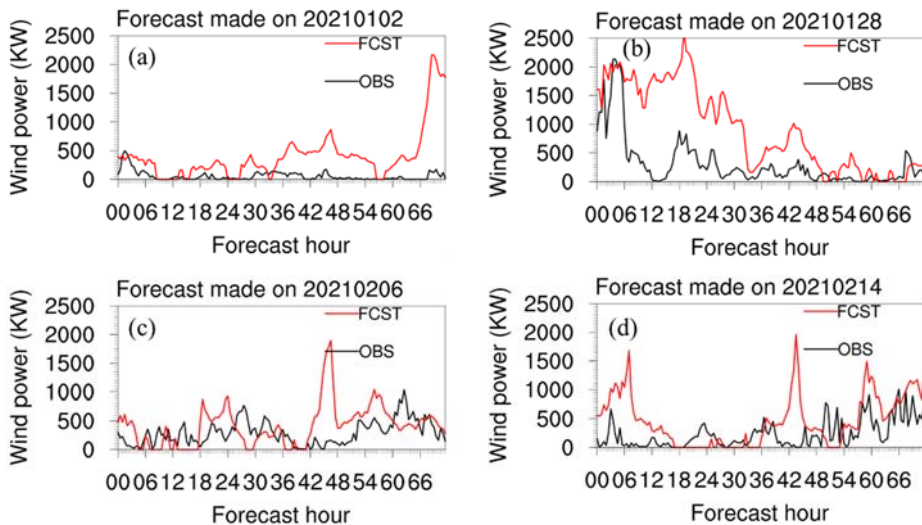 Forecast made on 20210102
Wind power (KW)
2500
2000
1500
1000
500
0
(a)
FCST
OBS
00 06 12 18 24 30 36 42 48 54 60 66
Forecast hour
Forecast made on 20210128
Wind power (KW)
2500
2000
1500
1000
500
0
(b)
FCST
OBS
00 06 12 18 24 30 36 42 48 54 60 66
Forecast hour
Forecast made on 20210206
Wind power (KW)
2500
2000
1500
1000
500
0
(c)
FCST
OBS
00 06 12 18 24 30 36 42 48 54 60 66
Forecast hour
Forecast made on 20210214
Wind power (KW)
2500
2000
1500
1000
500
0
(d)
FCST
OBS
00 06 12 18 24 30 36 42 48 54 60 66
Forecast hour